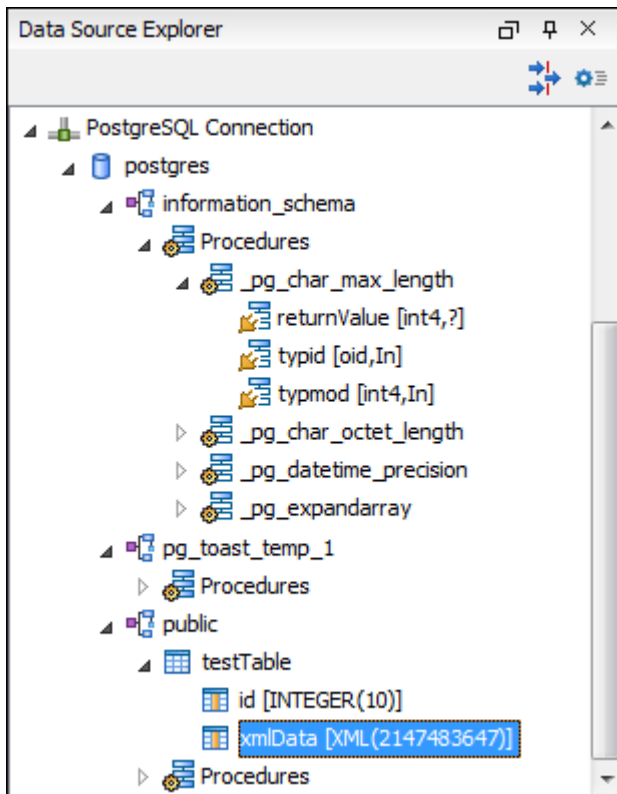 Data Source Explorer
PostgreSQL Connection
postgres
information_schema
Procedures
_pg_char_max_length
returnValue [int4,?]
typid [oid,In]
typmod [int4,In]
_pg_char_octet_length
_pg_datetime_precision
_pg_expandarray
pg_toast_temp_1
Procedures
public
testTable
id [INTEGER(10)]
xmlData [XML(2147483647)]
Procedures